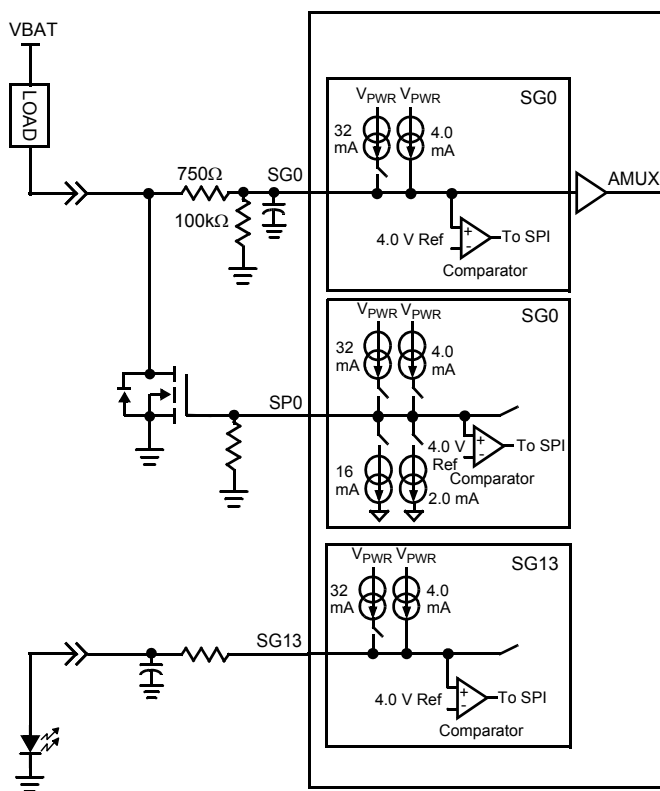 VBAT
LOAD
750Ω
100kΩ
SG0
VPWR VPWR
SG0
32 mA
4.0 mA
4.0 V Ref
To SPI
Comparator
AMUX
VPWR VPWR
SG0
32 mA
4.0 mA
SP0
4.0 V Ref
To SPI
Comparator
16 mA
2.0 mA
VPWR VPWR
SG13
32 mA
4.0 mA
SG13
4.0 V Ref
To SPI
Comparator